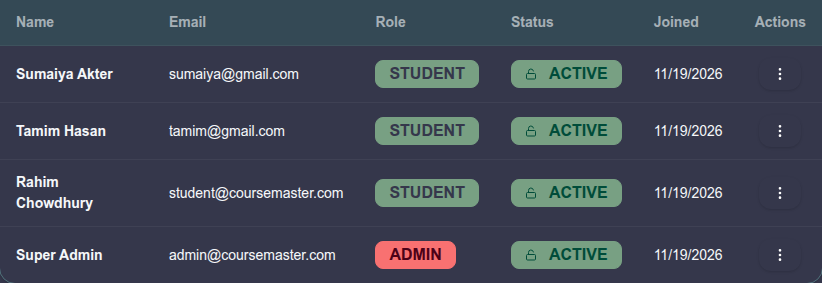 Name Email Role Status Joined Actions
Sumaiya Akter sumaiya@gmail.com STUDENT ACTIVE 11/19/2026
Tamim Hasan tamim@gmail.com STUDENT ACTIVE 11/19/2026
Rahim
Chowdhury student@coursemaster.com STUDENT ACTIVE 11/19/2026
Super Admin admin@coursemaster.com ADMIN ACTIVE 11/19/2026